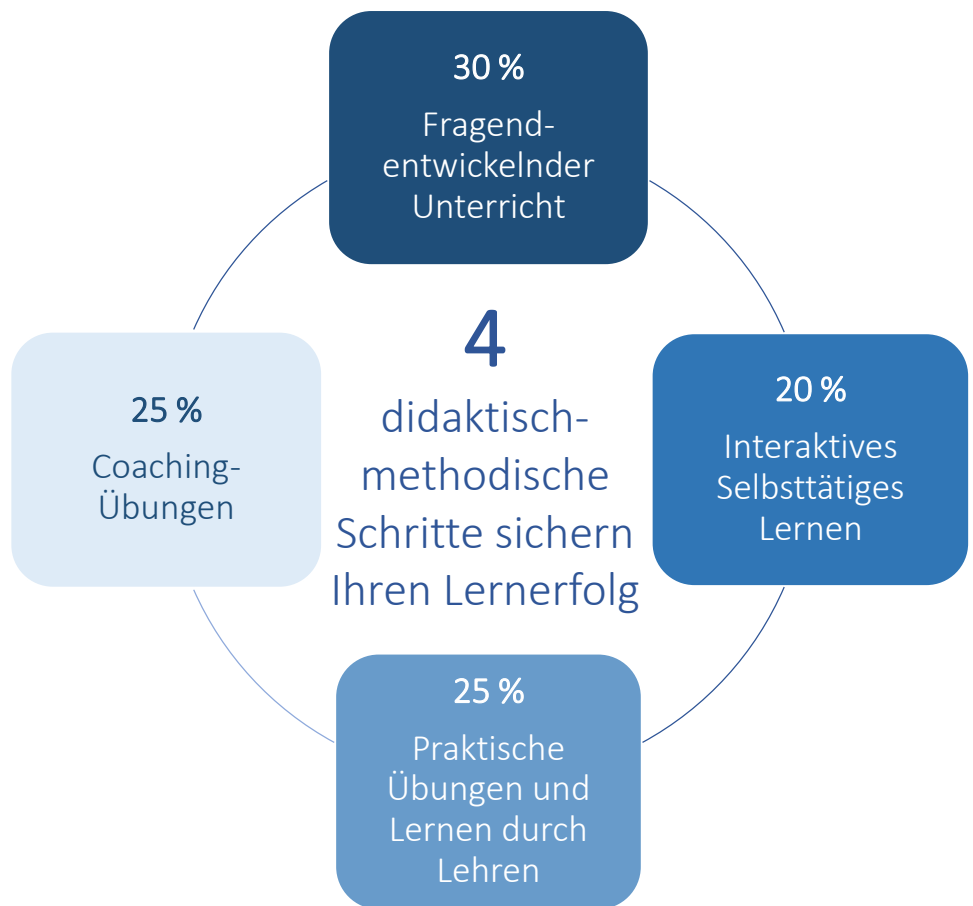 30 %
Fragend-
entwickelnder
Unterricht
4
didaktisch-
methodische
Schritte sichern
Ihren Lernerfolg
25 %
Coaching-
Übungen
20 %
Interaktives
Selbsttätiges
Lernen
25 %
Praktische
Übungen und
Lernen durch
Lehren